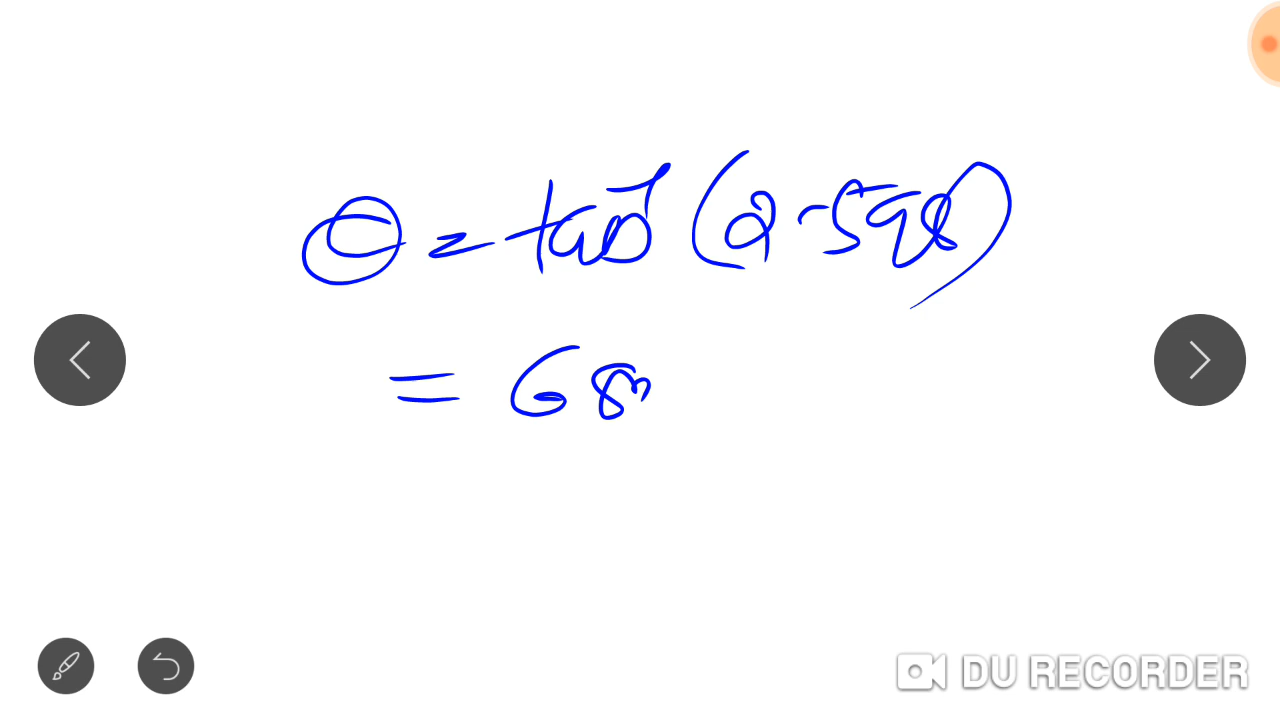 θ = tan⁻¹ (2.598)
= 68
DU RECORDER